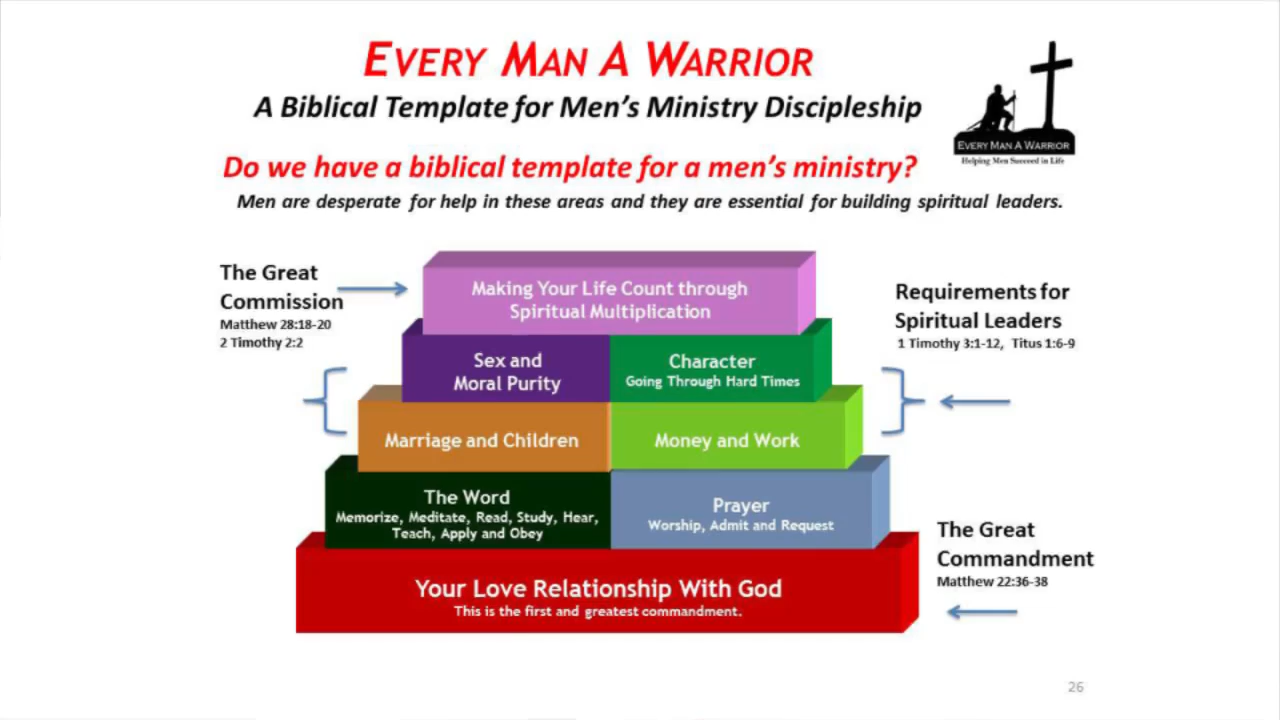 EVERY MAN A WARRIOR
A Biblical Template for Men's Ministry Discipleship
EVERY MAN A WARRIOR
Helping Men Succeed in Life
Do we have a biblical template for a men's ministry?
Men are desperate for help in these areas and they are essential for building spiritual leaders.
The Great
Commission
Matthew 28:18-20
2 Timothy 2:2
Making Your Life Count through
Spiritual Multiplication
Requirements for
Spiritual Leaders
1 Timothy 3:1-12, Titus 1:6-9
Sex and
Moral Purity
Character
Going Through Hard Times
Marriage and Children
Money and Work
The Word
Memorize, Meditate, Read, Study, Hear,
Teach, Apply and Obey
Prayer
Worship, Admit and Request
The Great
Commandment
Matthew 22:36-38
Your Love Relationship With God
This is the first and greatest commandment.
26